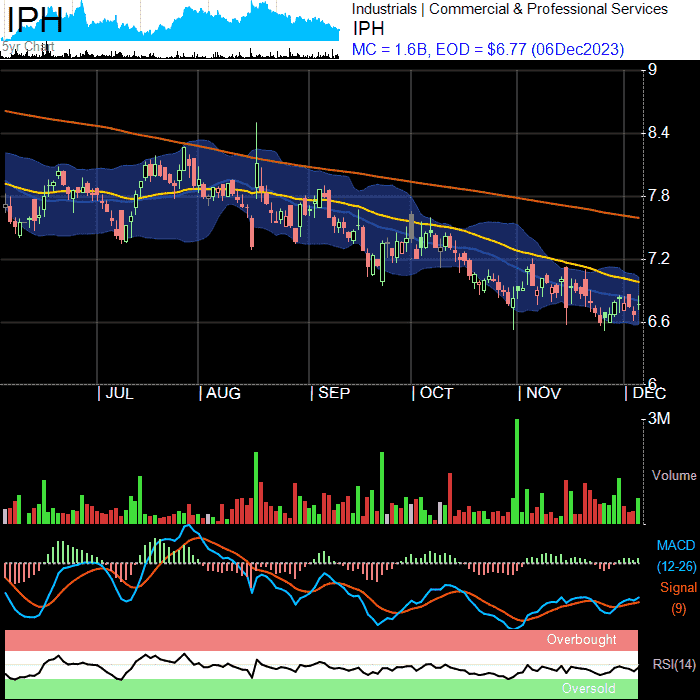 IPH
5yr Chart
Industrials | Commercial & Professional Services
IPH
MC = 1.6B, EOD = $6.77 (06Dec2023)
9
8.4
7.8
7.2
6.6
6
JUL AUG SEP OCT NOV DEC
3M
Volume
MACD
(12-26)
Signal
(9)
Overbought
RSI(14)
Oversold